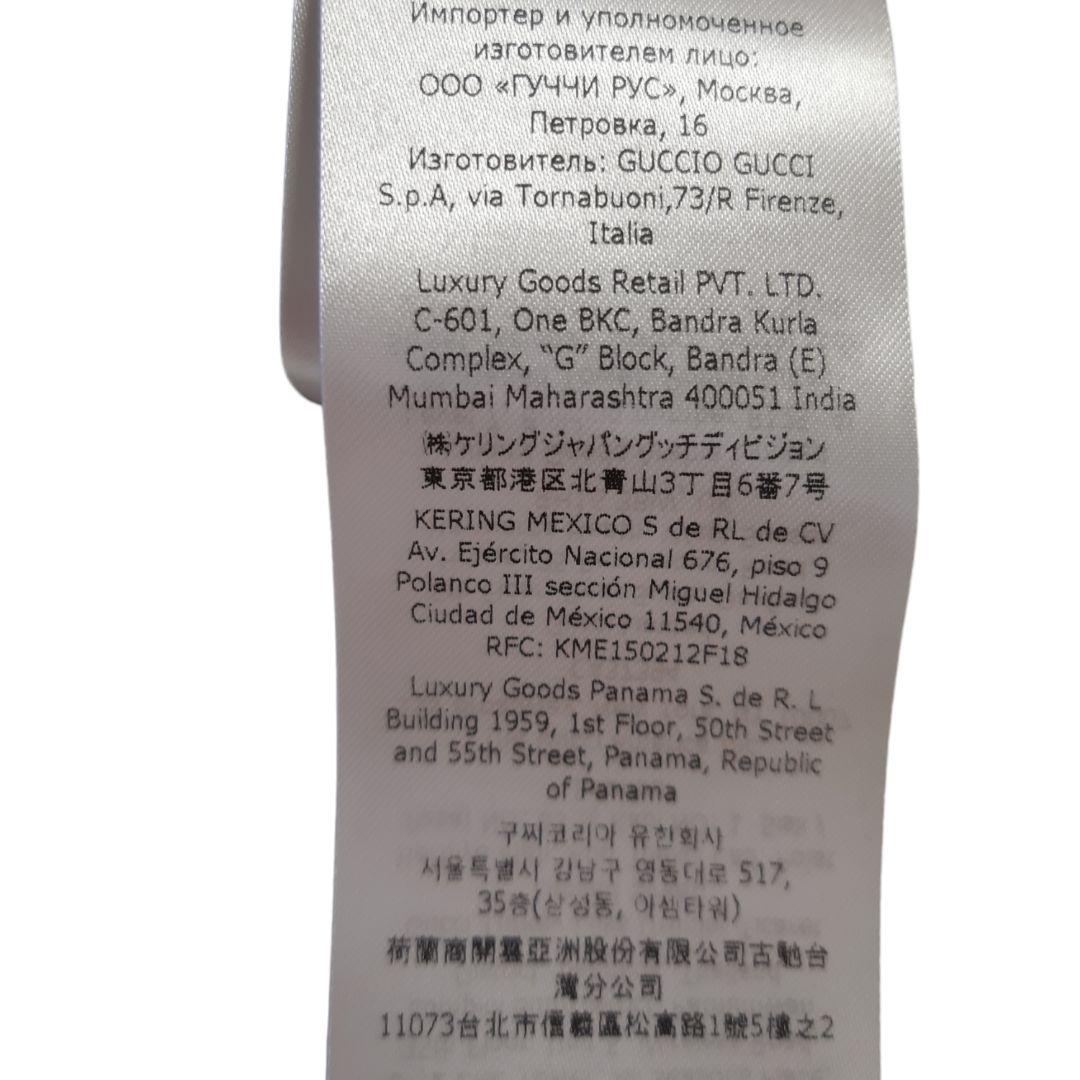 Импортер и уполномоченное
изготовителем лицо:
ООО «ГУЧЧИ РУС», Москва,
Петровка, 16
Изготовитель: GUCCIO GUCCI
S.p.A, via Tornabuoni,73/R Firenze,
Italia
Luxury Goods Retail PVT. LTD.
C-601, One BKC, Bandra Kurla
Complex, “G” Block, Bandra (E)
Mumbai Maharashtra 400051 India
㈱ケリングジャパングッチディビジョン
東京都港区北青山3丁目6番7号
KERING MEXICO S de RL de CV
Av. Ejército Nacional 676, piso 9
Polanco III sección Miguel Hidalgo
Ciudad de México 11540, México
RFC: KME150212F18
Luxury Goods Panama S. de R. L
Building 1959, 1st Floor, 50th Street
and 55th Street, Panama, Republic
of Panama
구찌코리아 유한회사
서울특별시 강남구 영동대로 517,
35층(삼성동, 아셈타워)
荷蘭商開雲亞洲股份有限公司古馳台
灣分公司
11073台北市信義區松高路1號5樓之2